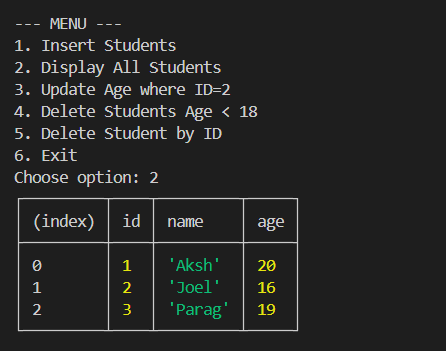 --- MENU ---
1. Insert Students
2. Display All Students
3. Update Age where ID=2
4. Delete Students Age < 18
5. Delete Student by ID
6. Exit
Choose option: 2
(index) id name age
0 1 'Aksh' 20
1 2 'Joel' 16
2 3 'Parag' 19